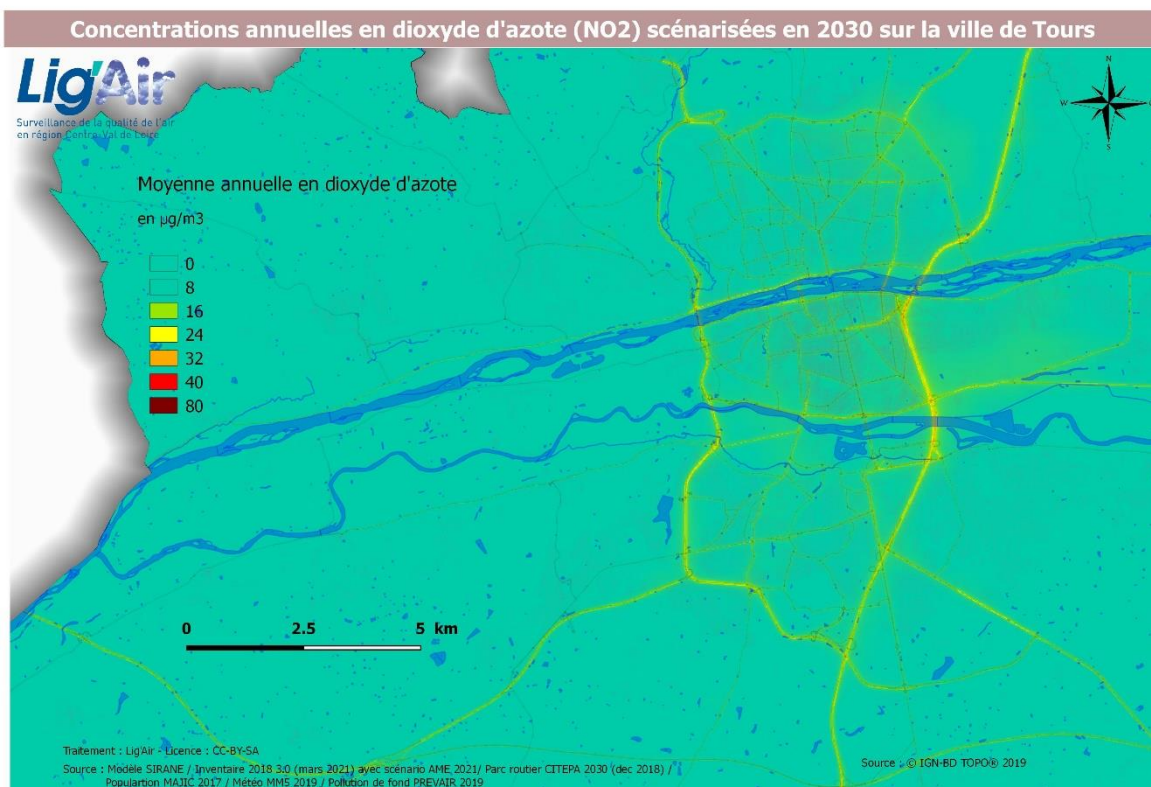 Concentrations annuelles en dioxyde d'azote (NO2) scénarisées en 2030 sur la ville de Tours
Lig'Air
Surveillance de la qualité de l'air
en région Centre-Val de Loire
N
W
S
Moyenne annuelle en dioxyde d'azote
en µg/m3
0
8
16
24
32
40
80
0 2.5 5 km
Traitement : Lig'Air - Licence : CC-BY-SA
Source : Modèle SIRANE / Inventaire 2018 3.0 (mars 2021) avec scénario AME 2021/ Parc routier CITEPA 2030 (dec 2018) /
Population MAJIC 2017 / Météo MM5 2019 / Pollution de fond PREVAIR 2019
Source : © IGN-BD TOPO® 2019